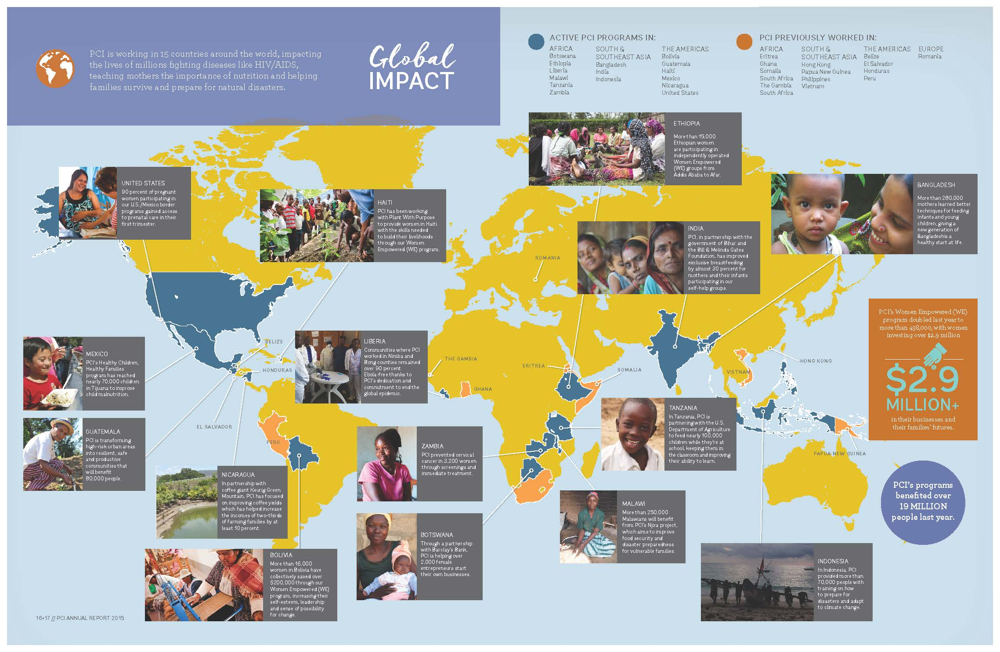 PCI is working in 15 countries around the world, impacting
the lives of millions fighting diseases like HIV/AIDS,
teaching mothers the importance of nutrition and helping
families survive and prepare for natural disasters.
Global
IMPACT
ACTIVE PCI PROGRAMS IN:
AFRICA
Botswana
Ethiopia
Liberia
Malawi
Tanzania
Zambia
SOUTH &
SOUTHEAST ASIA
Bangladesh
India
Indonesia
THE AMERICAS
Bolivia
Guatemala
Haiti
Mexico
Nicaragua
United States
PCI PREVIOUSLY WORKED IN:
AFRICA
Eritrea
Ghana
Somalia
South Africa
The Gambia
South Africa
SOUTH &
SOUTHEAST ASIA
Hong Kong
Papua New Guinea
Philippines
Vietnam
THE AMERICAS
Belize
El Salvador
Honduras
Peru
EUROPE
Romania
ETHIOPIA
More than 15,000
Ethiopian women
are participating in
independently operated
Women Empowered
(WE) groups from
Addis Ababa to Afar.
UNITED STATES
90 percent of pregnant
women participating in
our U.S./Mexico border
programs gained access
to prenatal care in their
first trimester.
HAITI
PCI has been working
with Plant With Purpose
to provide women in Haiti
with the skills needed
to build their livelihoods
through our Women
Empowered (WE) program.
BANGLADESH
More than 280,000
mothers learned better
techniques for feeding
infants and young
children, giving a
new generation of
Bangladeshis a
healthy start at life.
INDIA
PCI, in partnership with the
government of Bihar and
the Bill & Melinda Gates
Foundation, has improved
exclusive breastfeeding
by almost 30 percent for
mothers and their infants
participating in our
self-help groups.
ROMANIA
PCI's Women Empowered (WE)
program doubled last year to
more than 438,000, with women
investing over $2.9 million
$2.9
MILLION+
in their businesses and
their families' futures.
MEXICO
PCI's Healthy Children,
Healthy Families
program has reached
nearly 70,000 children
in Tijuana to improve
child malnutrition.
BELIZE
HONDURAS
LIBERIA
Communities where PCI
worked in Nimba and
Bong counties remained
over 90 percent
Ebola-free thanks to
PCI's dedication and
commitment to end the
global epidemic.
THE GAMBIA
GHANA
ERITREA
SOMALIA
VIETNAM
HONG KONG
GUATEMALA
PCI is transforming
high-risk urban areas
into resilient, safe
and productive
communities that
will benefit
80,000 people.
EL SALVADOR
PERU
ZAMBIA
PCI prevented cervical
cancer in 3,200 women
through screenings and
immediate treatment.
TANZANIA
In Tanzania, PCI is
partnering with the U.S.
Department of Agriculture
to feed nearly 100,000
children while they're at
school, keeping them in
the classroom and improving
their ability to learn.
PAPUA NEW GUINEA
NICARAGUA
In partnership with
coffee giant Keurig Green
Mountain, PCI has focused
on improving coffee yields
which has helped increase
the incomes of two-thirds
of farming families by at
least 10 percent.
PCI's programs
benefited over
19 MILLION
people last year.
MALAWI
More than 250,000
Malawians will benefit
from PCI's Njira project,
which aims to improve
food security and
disaster preparedness
for vulnerable families.
BOTSWANA
Through a partnership
with Barclay's Bank,
PCI is helping over
2,000 female
entrepreneurs start
their own businesses.
BOLIVIA
More than 16,000
women in Bolivia have
collectively saved over
$200,000 through our
Women Empowered (WE)
program, increasing their
self-esteem, leadership
and sense of possibility
for change.
INDONESIA
In Indonesia, PCI
provided more than
70,000 people with
training on how
to prepare for
disasters and adapt
to climate change.
16+17 // PCI ANNUAL REPORT 2015